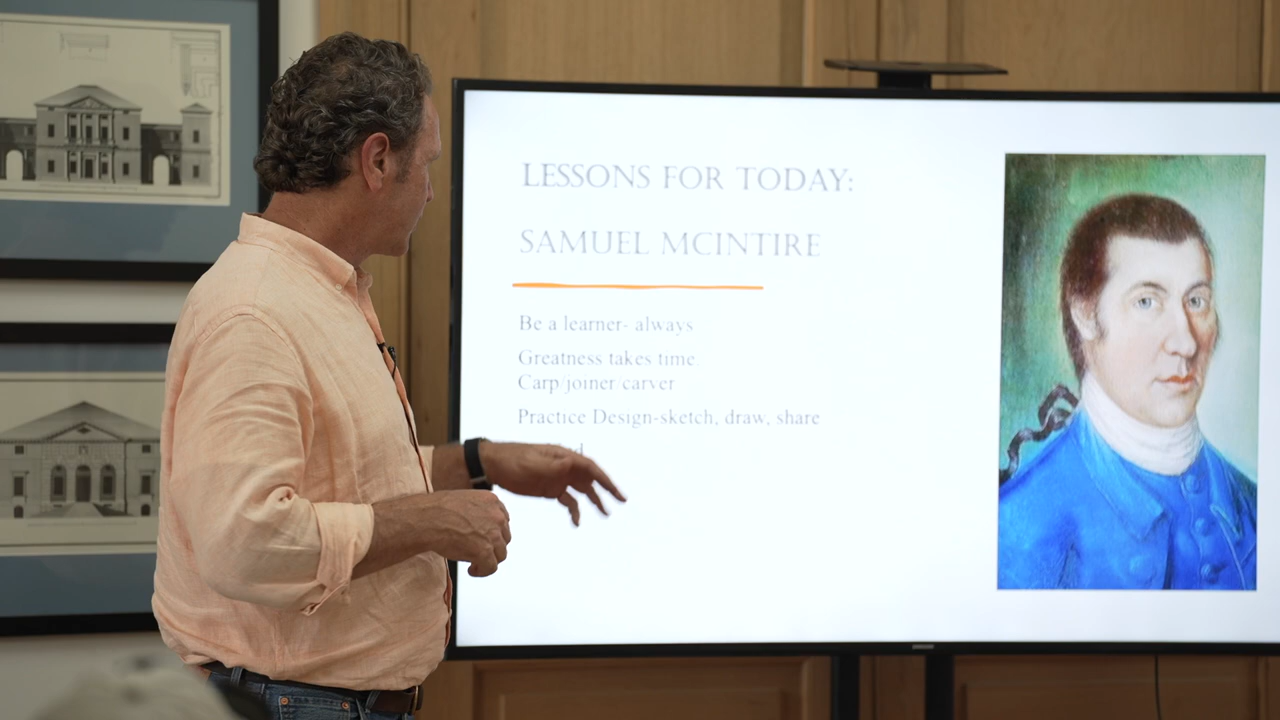 LESSONS FOR TODAY:
SAMUEL MCINTIRE
Be a learner- always
Greatness takes time.
Carp/joiner/carver
Practice Design-sketch, draw, share